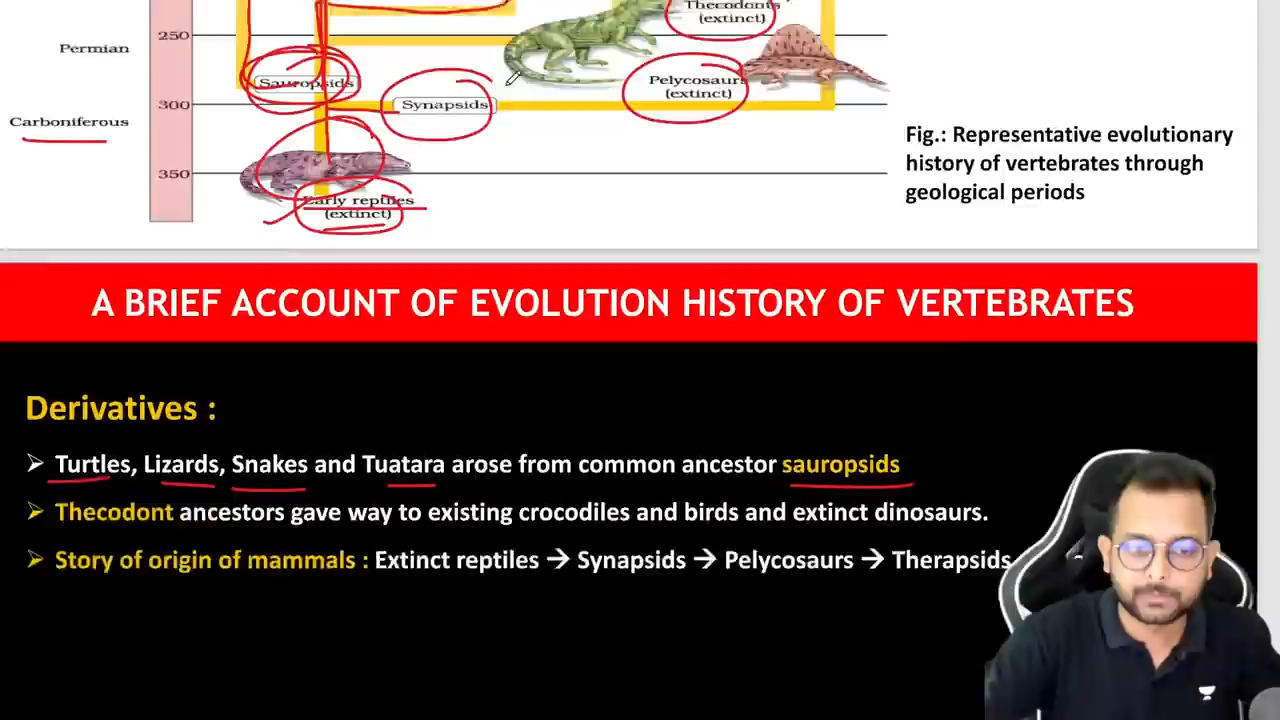 Thecodonts
(extinct)
250
Permian
Pelycosaurs
(extinct)
Sauropsids
300
Synapsids
Carboniferous
Fig.: Representative evolutionary
history of vertebrates through
geological periods
350
Early reptiles
(extinct)
A BRIEF ACCOUNT OF EVOLUTION HISTORY OF VERTEBRATES
Derivatives :
➢ Turtles, Lizards, Snakes and Tuatara arose from common ancestor sauropsids
➢ Thecodont ancestors gave way to existing crocodiles and birds and extinct dinosaurs.
➢ Story of origin of mammals : Extinct reptiles → Synapsids → Pelycosaurs → Therapsids